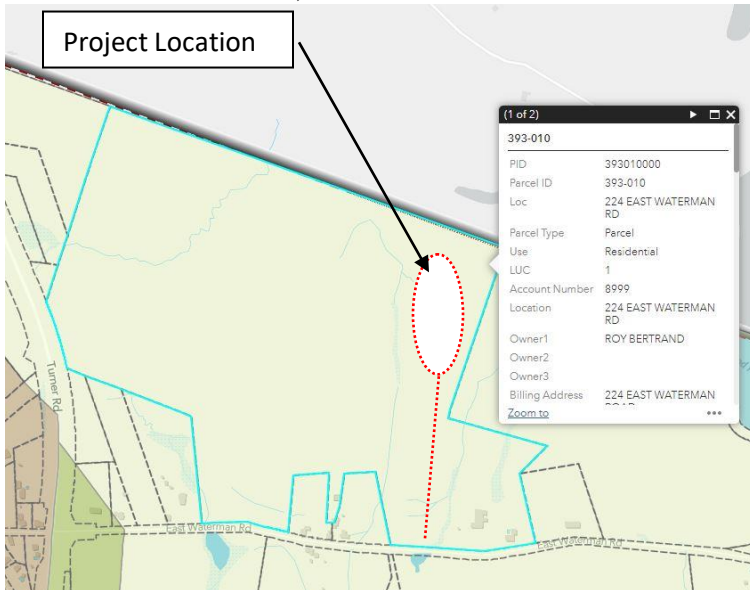 Project Location
(1 of 2)
393-010
PID 393010000
Parcel ID 393-010
Loc 224 EAST WATERMAN
RD
Parcel Type Parcel
Use Residential
LUC 1
Account Number 8999
Location 224 EAST WATERMAN
RD
Owner1 ROY BERTRAND
Owner2
Owner3
Billing Address 224 EAST WATERMAN
Zoom to
Turner Rd
East Waterman Rd
East Waterman Rd